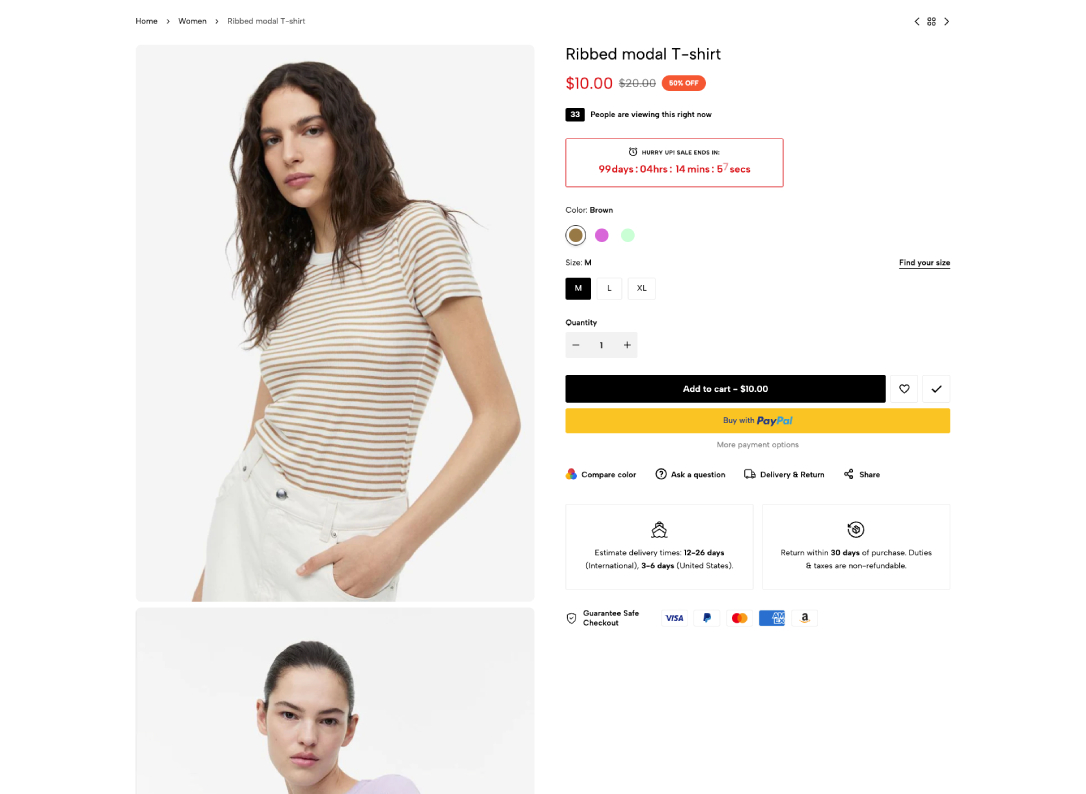 Home > Women > Ribbed modal T-shirt
Ribbed modal T-shirt
$10.00 $20.00 50% OFF
33 People are viewing this right now
HURRY UP! SALE ENDS IN:
99days : 04hrs : 14 mins : 57 secs
Color: Brown
Size: M Find your size
M L XL
Quantity
− 1 +
Add to cart – $10.00
Buy with PayPal
More payment options
Compare color Ask a question Delivery & Return Share
Estimate delivery times: 12-26 days
(International), 3-6 days (United States).
Return within 30 days of purchase. Duties
& taxes are non-refundable.
Guarantee Safe
Checkout
VISA AMEX